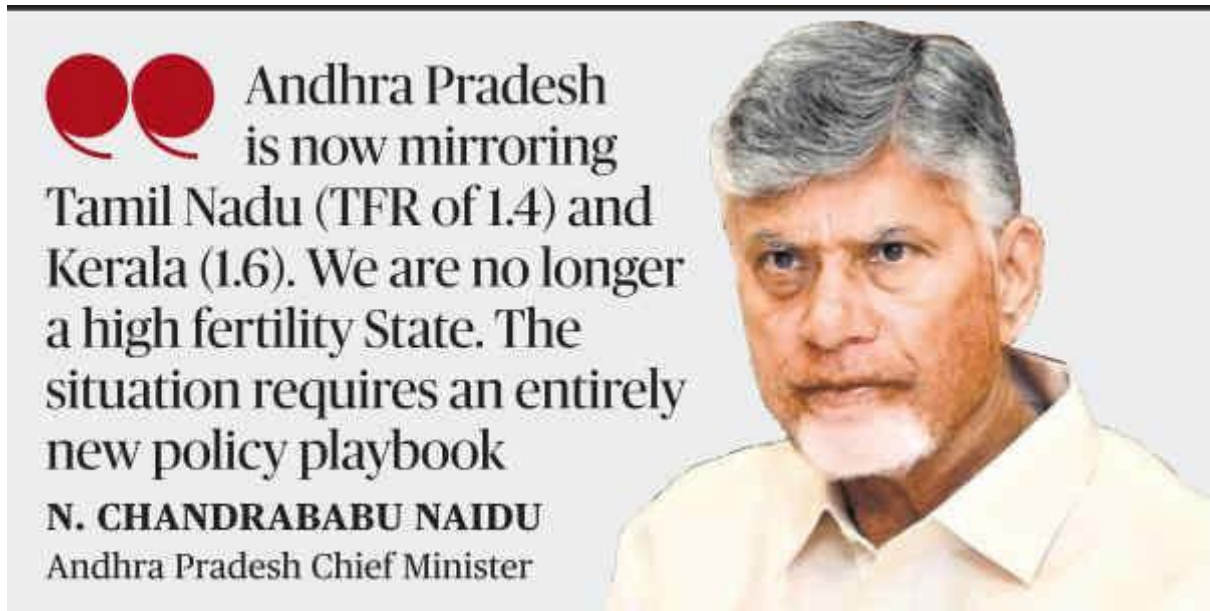 Andhra Pradesh
is now mirroring
Tamil Nadu (TFR of 1.4) and
Kerala (1.6). We are no longer
a high fertility State. The
situation requires an entirely
new policy playbook
N. CHANDRABABU NAIDU
Andhra Pradesh Chief Minister